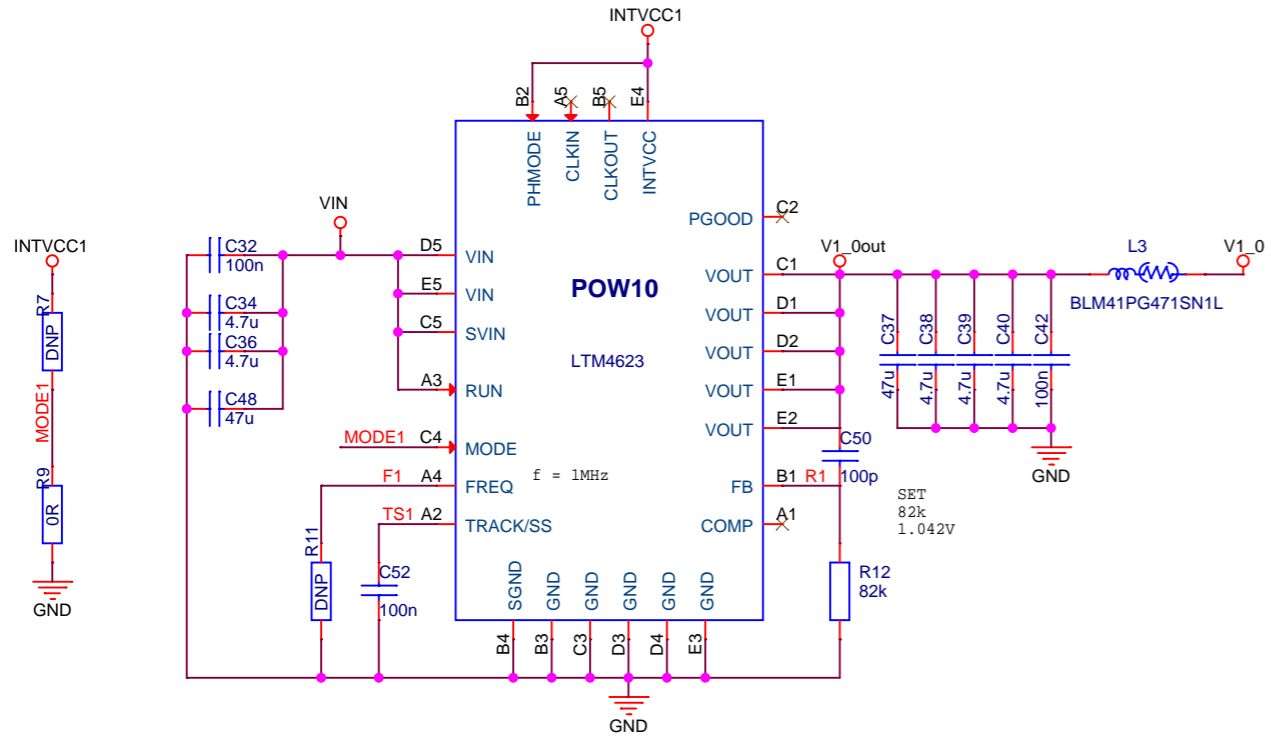 INTVCC1
B2
A5
B5
E4
PHMODE
CLKIN
CLKOUT
INTVCC
PGOOD
C2
VIN
INTVCC1
C32
100n
D5
VIN
V1_0out
L3
V1_0
VOUT
C1
BLM41PG471SN1L
R7
DNP
C34
4.7u
E5
VIN
POW10
VOUT
D1
C36
4.7u
C5
SVIN
LTM4623
VOUT
D2
C37
47u
C38
4.7u
C39
4.7u
C40
4.7u
C42
100n
C48
47u
A3
RUN
VOUT
E1
MODE1
MODE1
C4
MODE
VOUT
E2
C50
100p
GND
R9
0R
F1
A4
FREQ
f = 1MHz
FB
B1
R1
SET
82k
1.042V
TS1
A2
TRACK/SS
COMP
A1
R11
DNP
C52
100n
R12
82k
GND
SGND
GND
GND
GND
GND
GND
B4
B3
C3
D3
D4
E3
GND